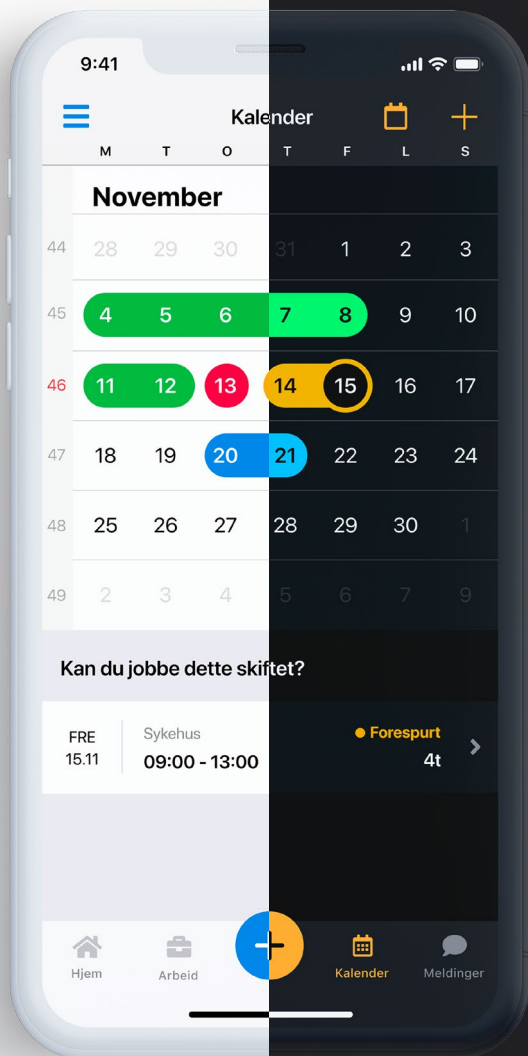 9:41
Kalender
M T O T F L S
November
44 28 29 30 31 1 2 3
45 4 5 6 7 8 9 10
46 11 12 13 14 15 16 17
47 18 19 20 21 22 23 24
48 25 26 27 28 29 30 1
49 2 3 4 5 6 7 9
Kan du jobbe dette skiftet?
FRE Sykehus Forespurt
15.11 09:00 - 13:00 4t
Hjem Arbeid Kalender Meldinger